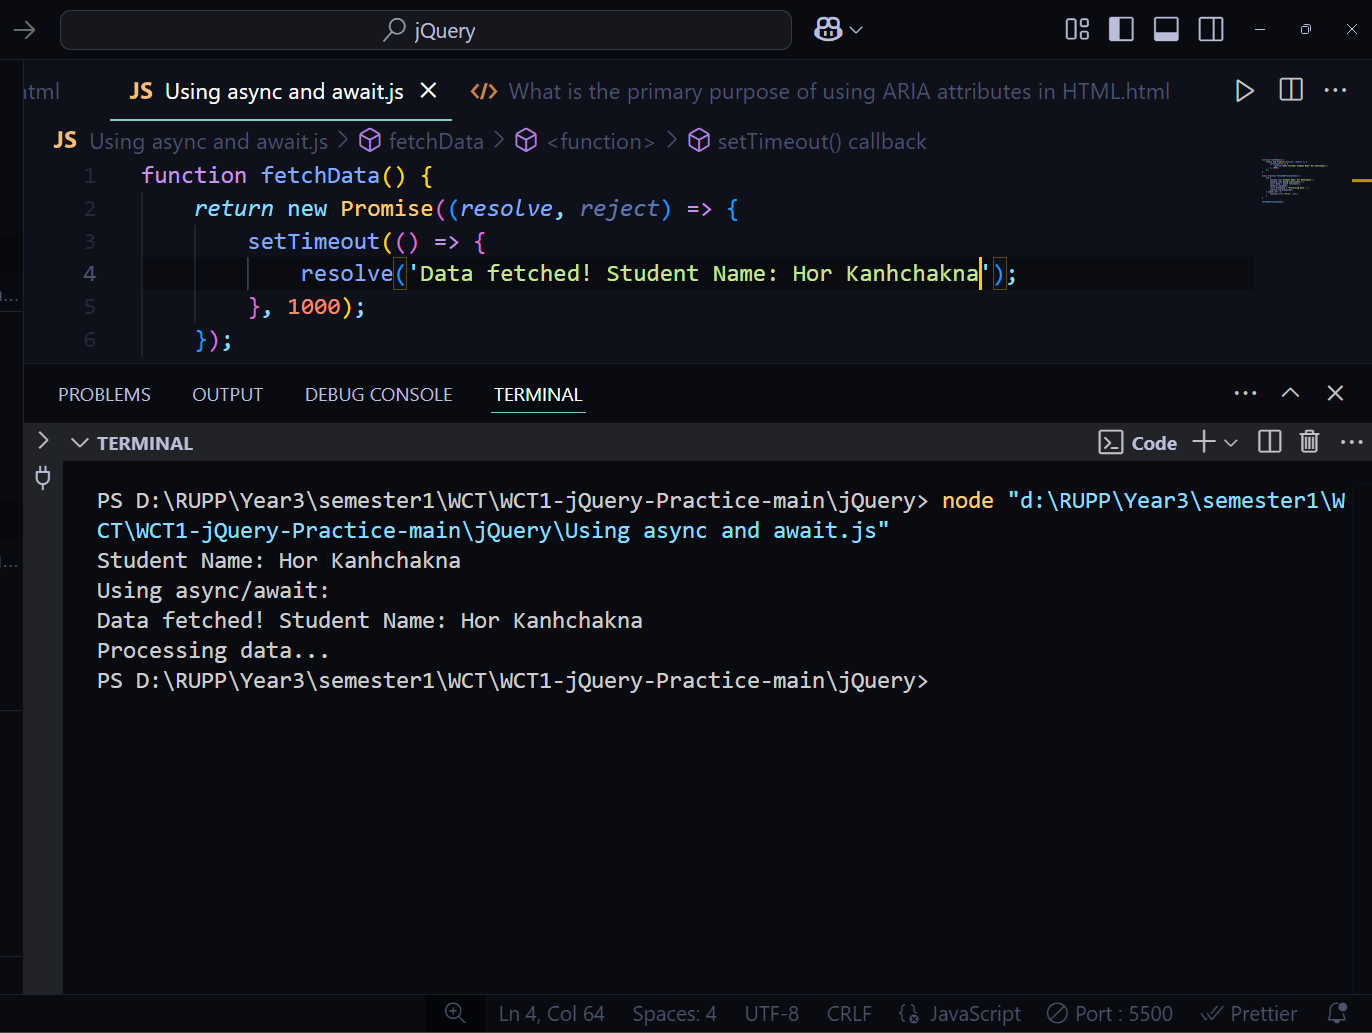 jQuery
tml
JS Using async and await.js
</> What is the primary purpose of using ARIA attributes in HTML.html
JS Using async and await.js > fetchData > <function> > setTimeout() callback
1 function fetchData() {
2 return new Promise((resolve, reject) => {
3 setTimeout(() => {
4 resolve('Data fetched! Student Name: Hor Kanhchakna');
5 }, 1000);
6 });
PROBLEMS OUTPUT DEBUG CONSOLE TERMINAL
TERMINAL
Code
PS D:\RUPP\Year3\semester1\WCT\WCT1-jQuery-Practice-main\jQuery> node "d:\RUPP\Year3\semester1\W
CT\WCT1-jQuery-Practice-main\jQuery\Using async and await.js"
Student Name: Hor Kanhchakna
Using async/await:
Data fetched! Student Name: Hor Kanhchakna
Processing data...
PS D:\RUPP\Year3\semester1\WCT\WCT1-jQuery-Practice-main\jQuery>
Ln 4, Col 64 Spaces: 4 UTF-8 CRLF JavaScript Port : 5500 Prettier